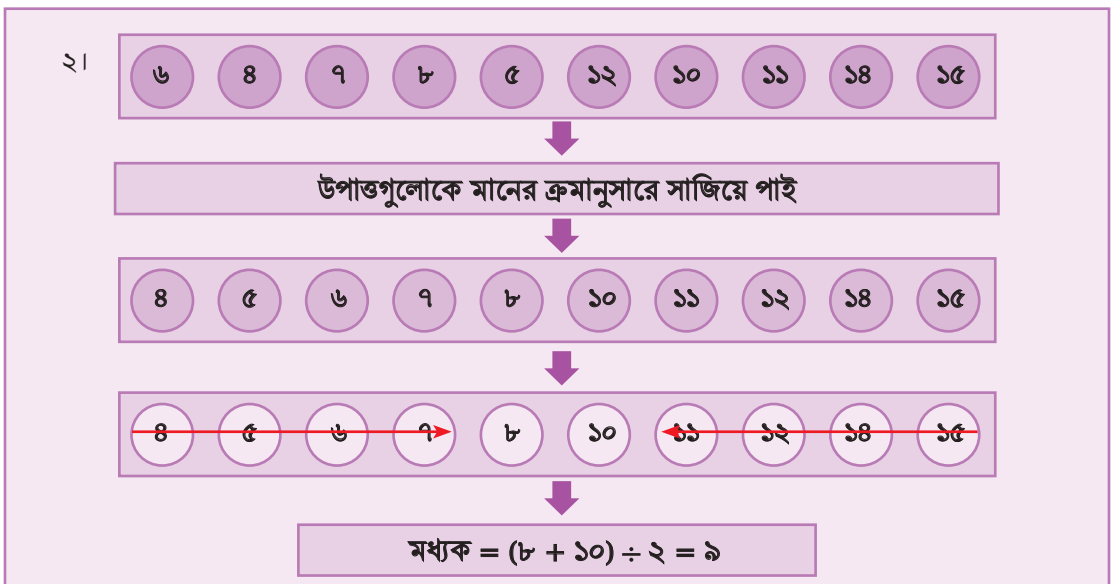 ২। ৬ ৪ ৭ ৮ ৫ ১২ ১০ ১১ ১৪ ১৫
উপাত্তগুলোকে মানের ক্রমানুসারে সাজিয়ে পাই
৪ ৫ ৬ ৭ ৮ ১০ ১১ ১২ ১৪ ১৫
৪ ৫ ৬ ৭ ৮ ১০ ১১ ১২ ১৪ ১৫
মধ্যক = (৮ + ১০) ÷ ২ = ৯